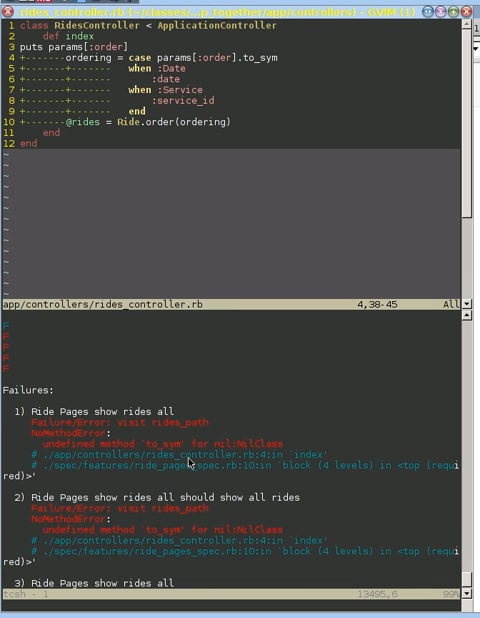 rides_controller.rb (~/classes/...p_together/app/controllers) - GVIM (1)
1 class RidesController < ApplicationController
2     def index
3 puts params[:order]
4 +-------ordering = case params[:order].to_sym
5 +-------+-------   when :Date
6 +-------+-------       :date
7 +-------+-------   when :Service
8 +-------+-------       :service_id
9 +-------+-------   end
10 +-------@rides = Ride.order(ordering)
11     end
12 end
~
~
~
~
~
~
~
~
~
~
~
~
~
app/controllers/rides_controller.rb 4,38-45 All
F
F
F
F
F
Failures:
1) Ride Pages show rides all
Failure/Error: visit rides_path
NoMethodError:
undefined method `to_sym' for nil:NilClass
# ./app/controllers/rides_controller.rb:4:in `index'
# ./spec/features/ride_pages_spec.rb:10:in `block (4 levels) in <top (requi
red)>'
2) Ride Pages show rides all should show all rides
Failure/Error: visit rides_path
NoMethodError:
undefined method `to_sym' for nil:NilClass
# ./app/controllers/rides_controller.rb:4:in `index'
# ./spec/features/ride_pages_spec.rb:10:in `block (4 levels) in <top (requi
red)>'
3) Ride Pages show rides all
tcsh - 1 13495,6 99%